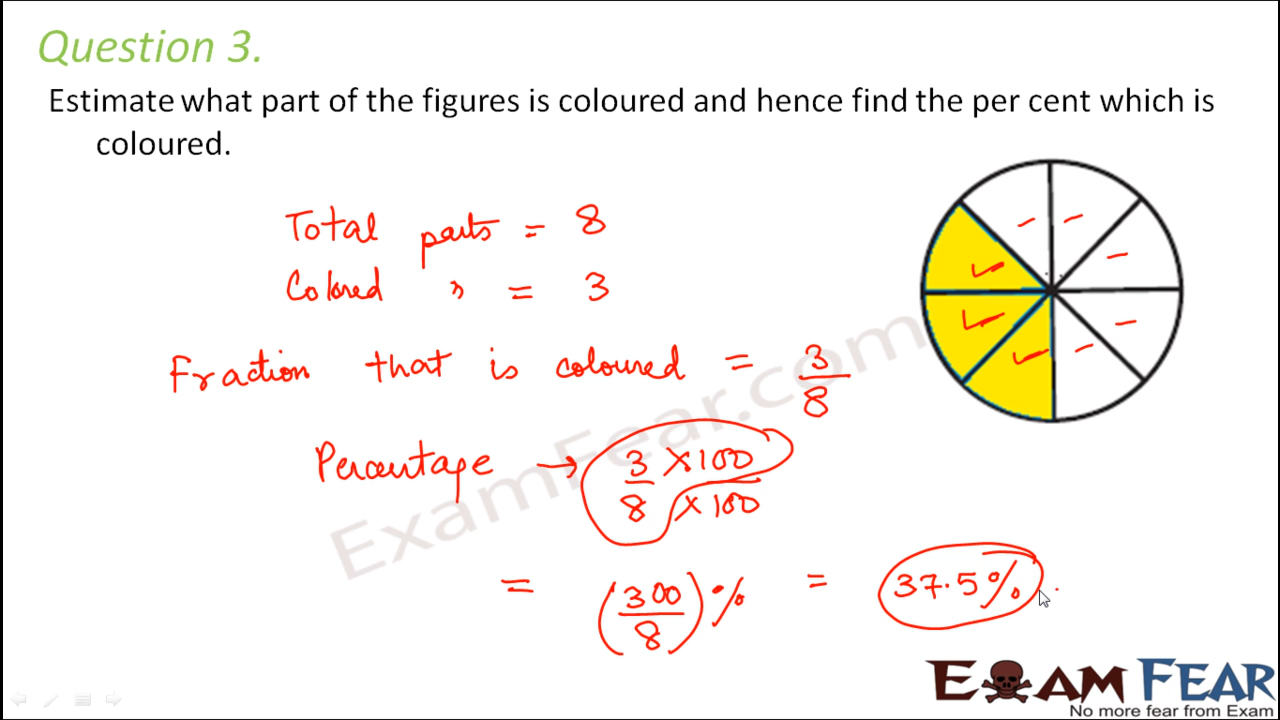 Question 3.
Estimate what part of the figures is coloured and hence find the per cent which is
coloured.
Total parts = 8
Colored " = 3
Fraction that is coloured = 3/8
Percentage → 3/8 × 100/× 100
= (300/8) % = 37.5% .
ExamFear.com
EXAMFEAR
No more fear from Exam